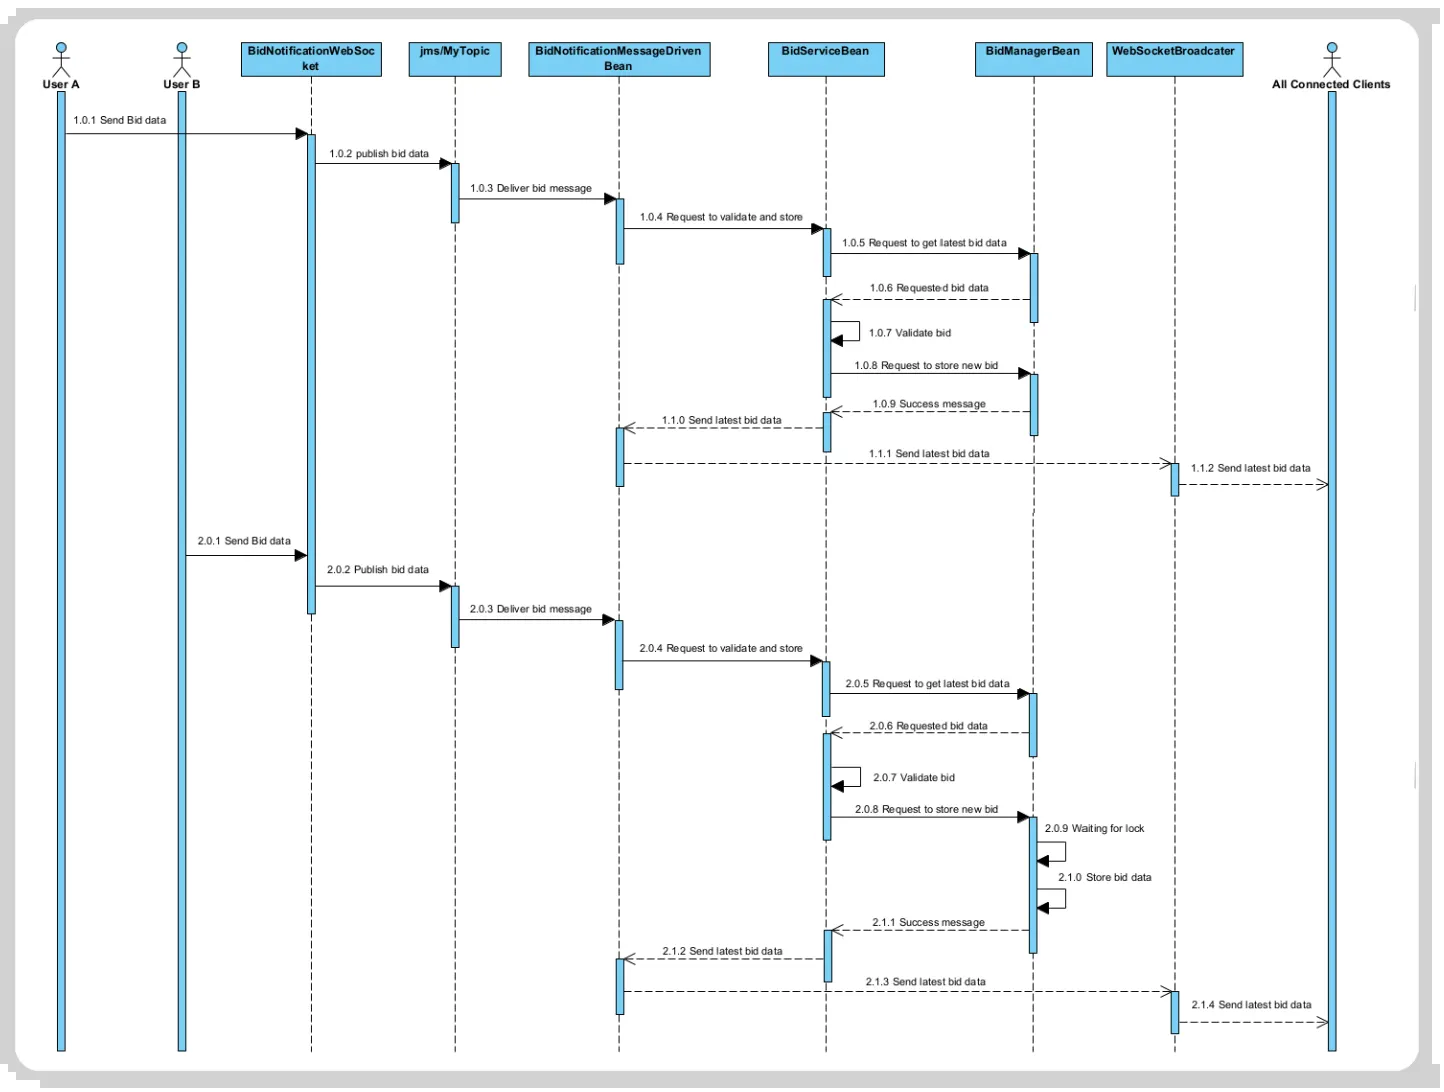 User A
User B
BidNotificationWebSoc
ket
jms/MyTopic
BidNotificationMessageDriven
Bean
BidServiceBean
BidManagerBean
WebSocketBroadcater
All Connected Clients
1.0.1 Send Bid data
1.0.2 publish bid data
1.0.3 Deliver bid message
1.0.4 Request to validate and store
1.0.5 Request to get latest bid data
1.0.6 Requested bid data
1.0.7 Validate bid
1.0.8 Request to store new bid
1.0.9 Success message
1.1.0 Send latest bid data
1.1.1 Send latest bid data
1.1.2 Send latest bid data
2.0.1 Send Bid data
2.0.2 Publish bid data
2.0.3 Deliver bid message
2.0.4 Request to validate and store
2.0.5 Request to get latest bid data
2.0.6 Requested bid data
2.0.7 Validate bid
2.0.8 Request to store new bid
2.0.9 Waiting for lock
2.1.0 Store bid data
2.1.1 Success message
2.1.2 Send latest bid data
2.1.3 Send latest bid data
2.1.4 Send latest bid data